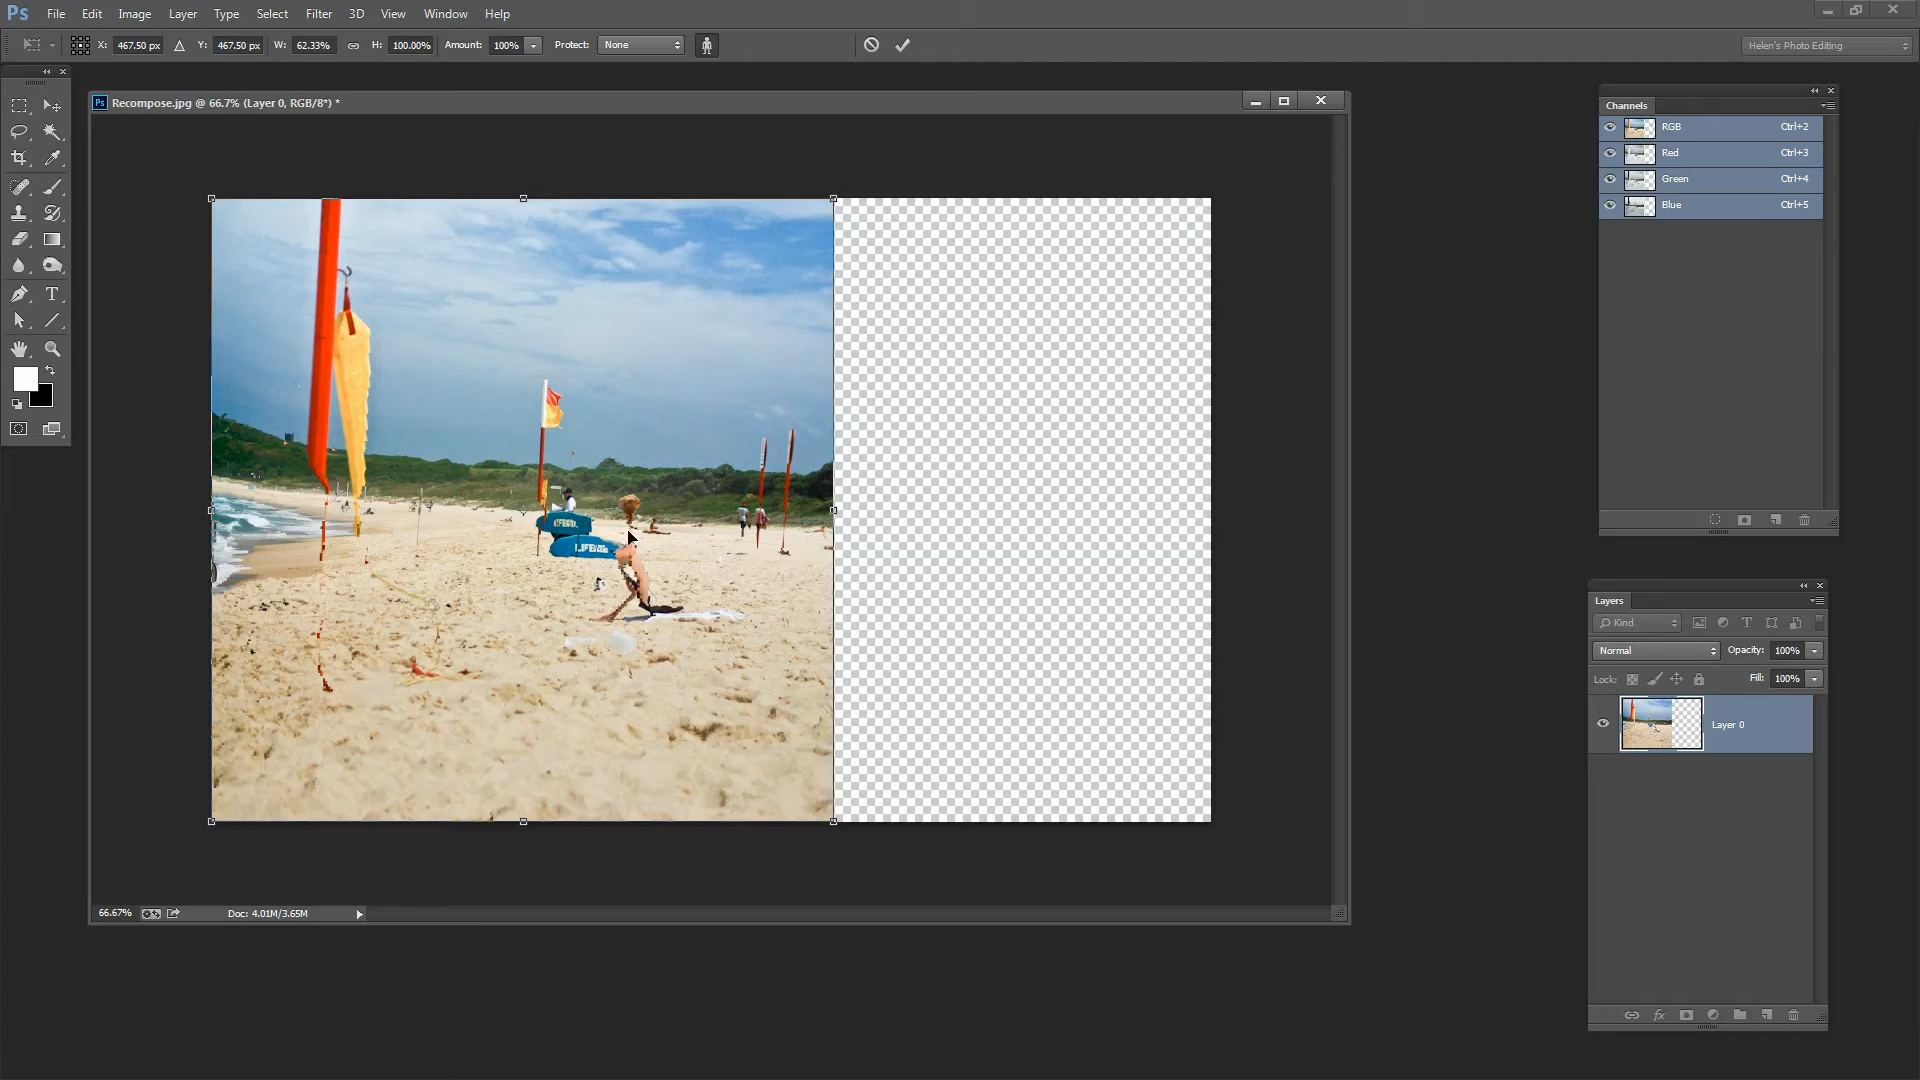 Ps File Edit Image Layer Type Select Filter 3D View Window Help
X: 467.50 px Y: 467.50 px W: 62.33% H: 100.00% Amount: 100% Protect: None Helen's Photo Editing
Ps Recompose.jpg @ 66.7% (Layer 0, RGB/8*) *
Channels
RGB Ctrl+2
Red Ctrl+3
Green Ctrl+4
Blue Ctrl+5
T
Layers
Kind T
Normal Opacity: 100%
Lock: Fill: 100%
Layer 0
66.67% Doc: 4.01M/3.65M
fx